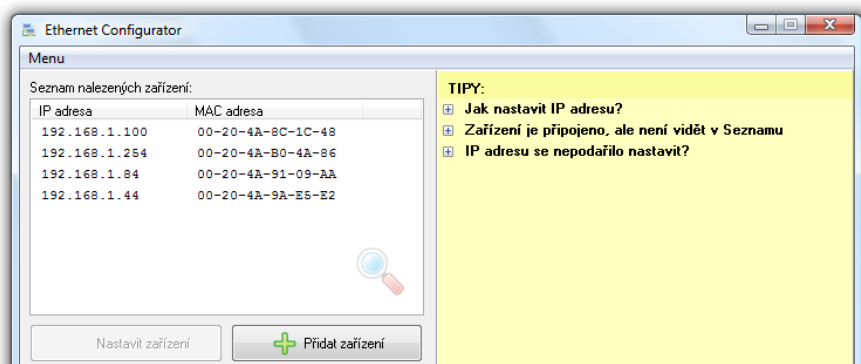 Ethernet Configurator
Menu
Seznam nalezených zařízení:
IP adresa MAC adresa
192.168.1.100 00-20-4A-8C-1C-48
192.168.1.254 00-20-4A-B0-4A-86
192.168.1.84 00-20-4A-91-09-AA
192.168.1.44 00-20-4A-9A-E5-E2
Nastavit zařízení Přidat zařízení
TIPY:
Jak nastavit IP adresu?
Zařízení je připojeno, ale není vidět v Seznamu
IP adresu se nepodařilo nastavit?